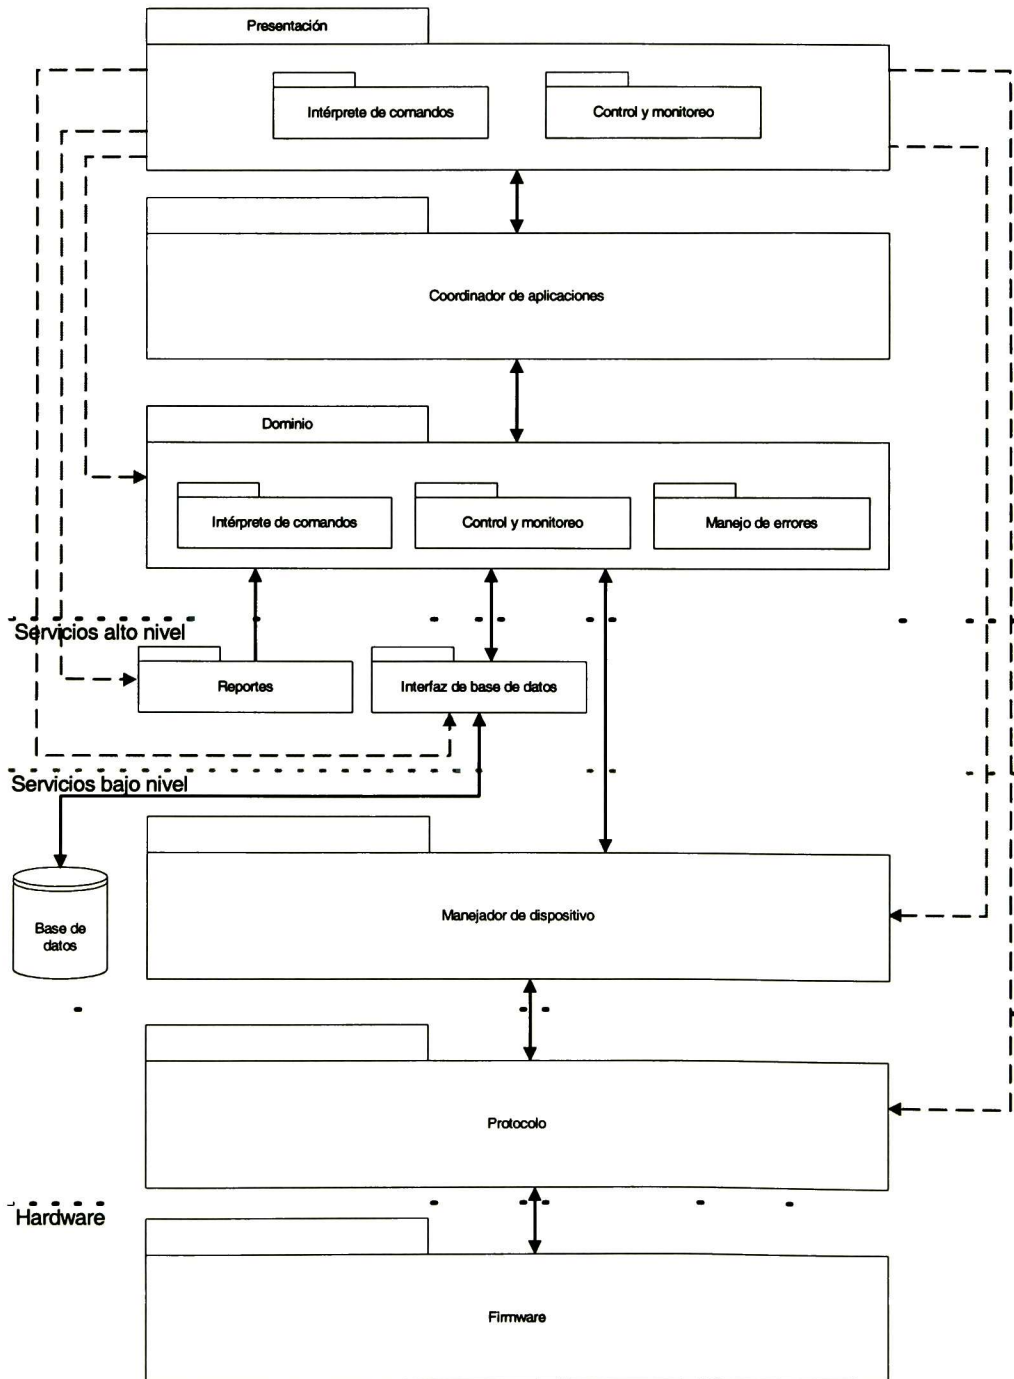 Presentación
Intérprete de comandos
Control y monitoreo
Coordinador de aplicaciones
Dominio
Intérprete de comandos
Control y monitoreo
Manejo de errores
Servicios alto nivel
Reportes
Interfaz de base de datos
Servicios bajo nivel
Manejador de dispositivo
Base de
datos
Protocolo
Hardware
Firmware